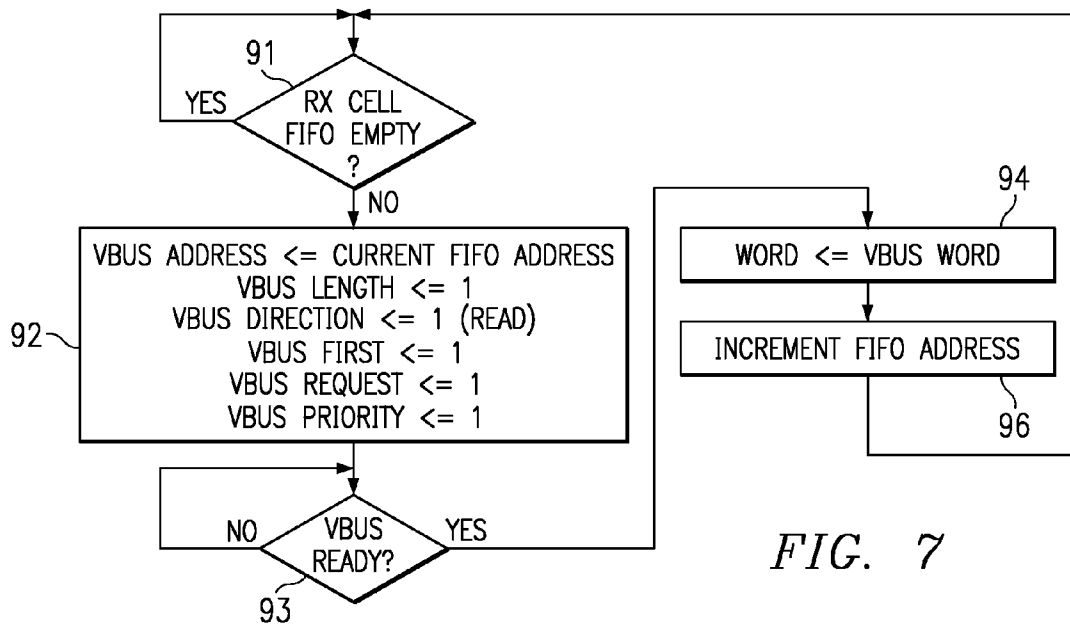 91
YES
RX CELL
FIFO EMPTY
?
NO
92
VBUS ADDRESS <= CURRENT FIFO ADDRESS
VBUS LENGTH <= 1
VBUS DIRECTION <= 1 (READ)
VBUS FIRST <= 1
VBUS REQUEST <= 1
VBUS PRIORITY <= 1
NO
VBUS
READY?
YES
93
94
WORD <= VBUS WORD
INCREMENT FIFO ADDRESS
96
FIG. 7